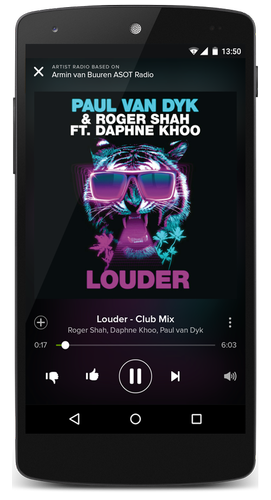 13:50
ARTIST RADIO BASED ON
Armin van Buuren ASOT Radio
PAUL VAN DYK
& ROGER SHAH
FT. DAPHNE KHOO
LOUDER
Louder - Club Mix
Roger Shah, Daphne Khoo, Paul van Dyk
0:17
6:03